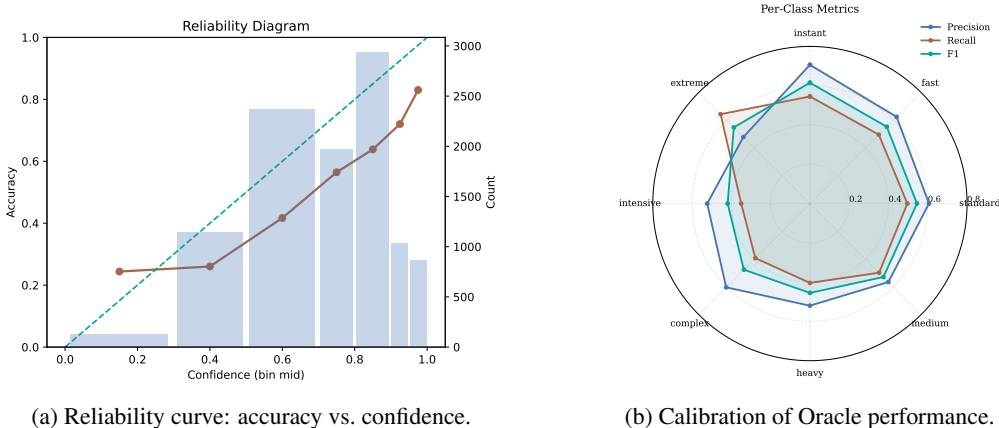 Reliability Diagram
1.0
0.8
0.6
0.4
0.2
0.0
Accuracy
3000
2500
2000
1500
1000
500
0
Count
0.0 0.2 0.4 0.6 0.8 1.0
Confidence (bin mid)
(a) Reliability curve: accuracy vs. confidence.
Per-Class Metrics
Precision
Recall
F1
instant
extreme
fast
intensive
0.2 0.4 0.6 0.8
standard
complex
medium
heavy
(b) Calibration of Oracle performance.